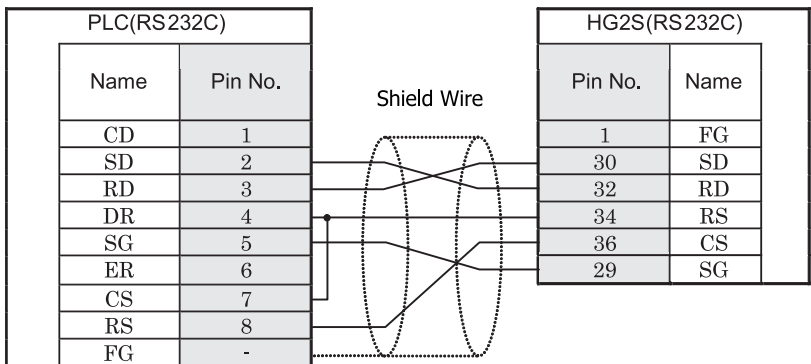 PLC(RS232C) HG2S(RS232C)
Name Pin No. Pin No. Name
Shield Wire
CD 1 1 FG
SD 2 30 SD
RD 3 32 RD
DR 4 34 RS
SG 5 36 CS
ER 6 29 SG
CS 7
RS 8
FG -